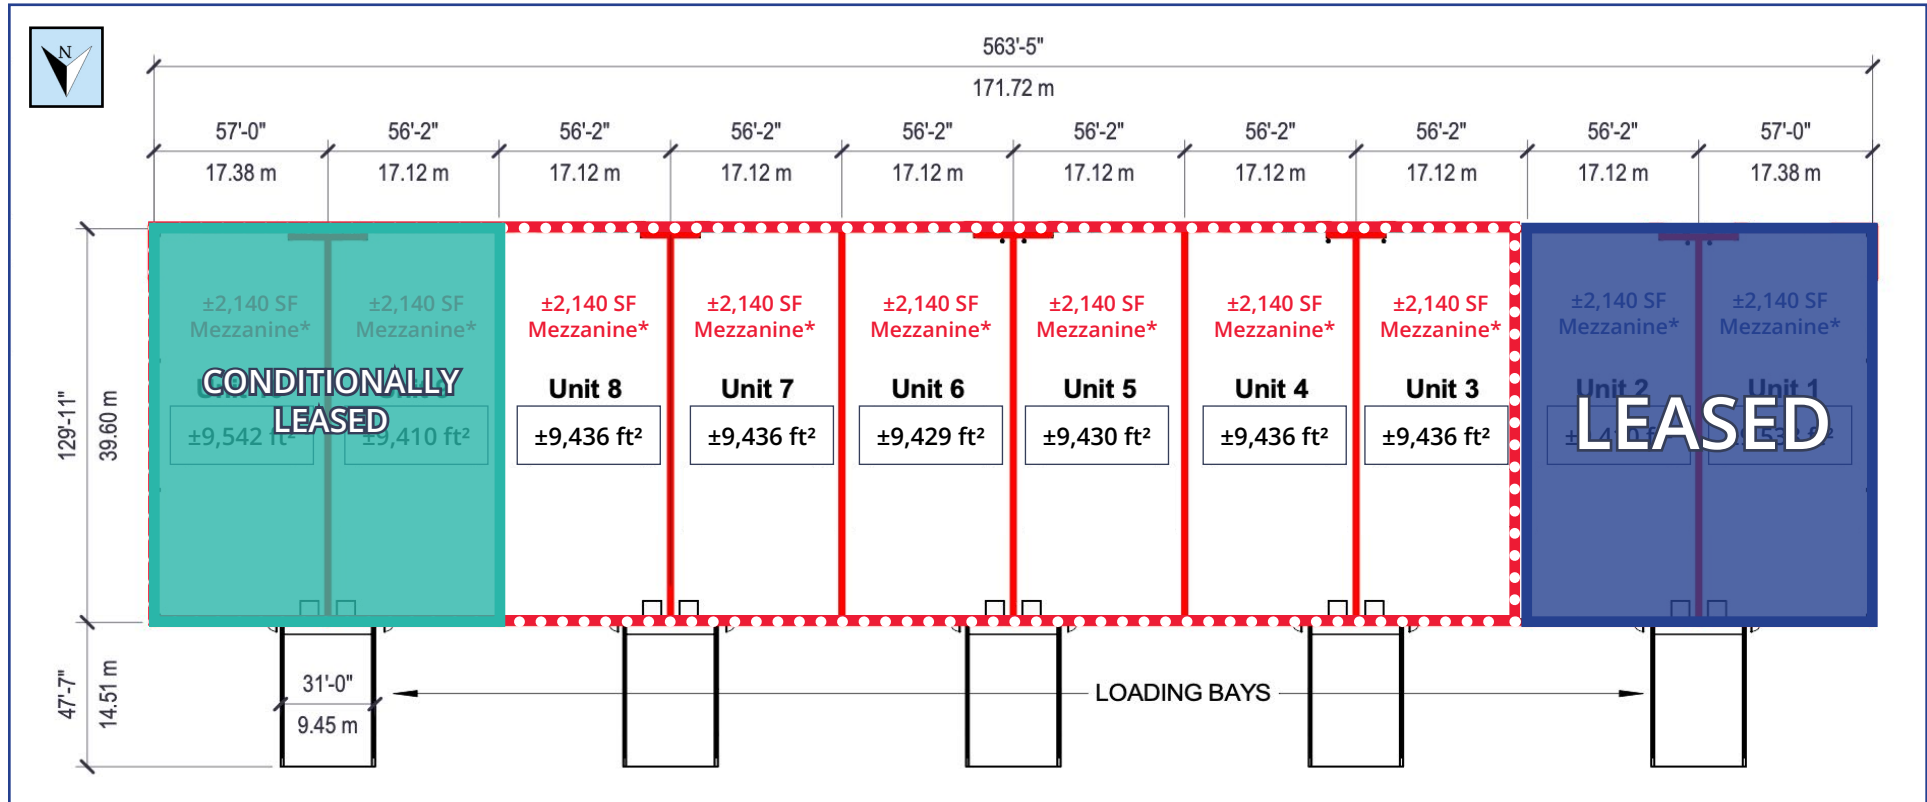 N
563'-5"
171.72 m
57'-0" 56'-2" 56'-2" 56'-2" 56'-2" 56'-2" 56'-2" 56'-2" 56'-2" 57'-0"
17.38 m 17.12 m 17.12 m 17.12 m 17.12 m 17.12 m 17.12 m 17.12 m 17.12 m 17.38 m
±2,140 SF ±2,140 SF ±2,140 SF ±2,140 SF ±2,140 SF ±2,140 SF ±2,140 SF ±2,140 SF ±2,140 SF ±2,140 SF
Mezzanine* Mezzanine* Mezzanine* Mezzanine* Mezzanine* Mezzanine* Mezzanine* Mezzanine* Mezzanine* Mezzanine*
CONDITIONALLY
LEASED
Unit 8 Unit 7 Unit 6 Unit 5 Unit 4 Unit 3 Unit 2 Unit 1
LEASED
±9,542 ft² ±9,410 ft² ±9,436 ft² ±9,436 ft² ±9,429 ft² ±9,430 ft² ±9,436 ft² ±9,436 ft²
129'-11"
39.60 m
47'-7"
14.51 m
31'-0"
9.45 m
LOADING BAYS